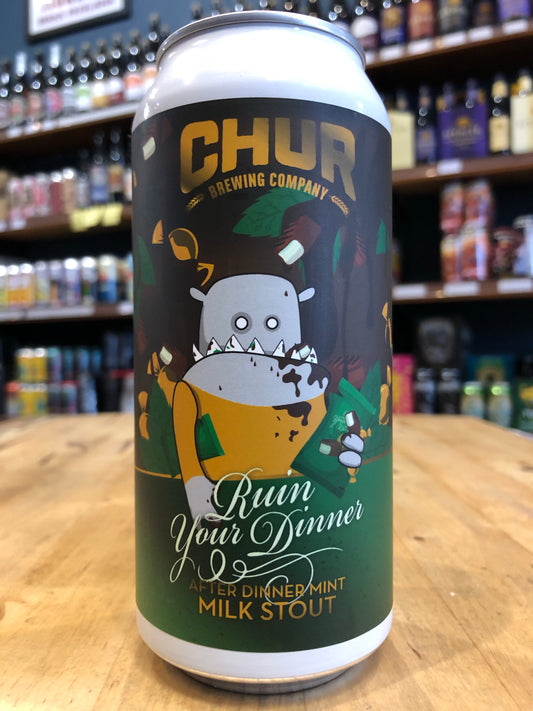 CHUR
BREWING COMPANY
Ruin
Your Dinner
AFTER DINNER MINT
MILK STOUT